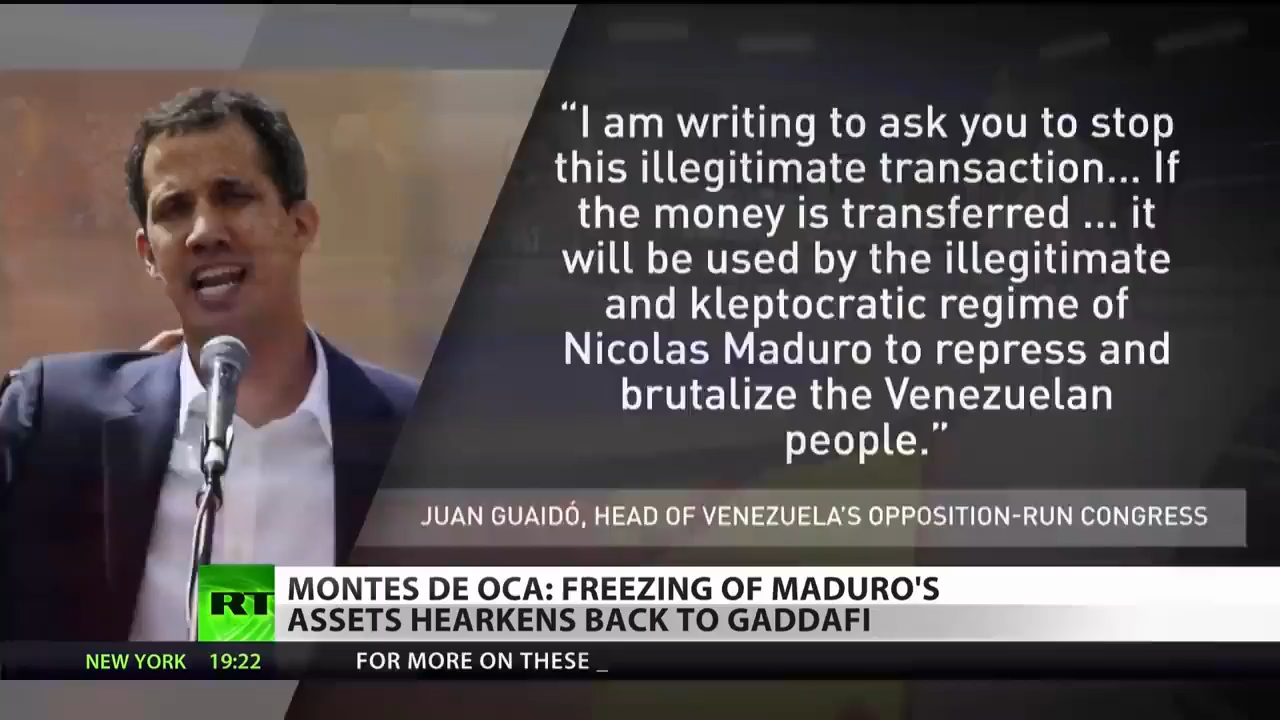 “I am writing to ask you to stop
this illegitimate transaction... If
the money is transferred ... it
will be used by the illegitimate
and kleptocratic regime of
Nicolas Maduro to repress and
brutalize the Venezuelan
people.”
JUAN GUAIDÓ, HEAD OF VENEZUELA’S OPPOSITION-RUN CONGRESS
RT
MONTES DE OCA: FREEZING OF MADURO'S
ASSETS HEARKENS BACK TO GADDAFI
NEW YORK 19:22 FOR MORE ON THESE _